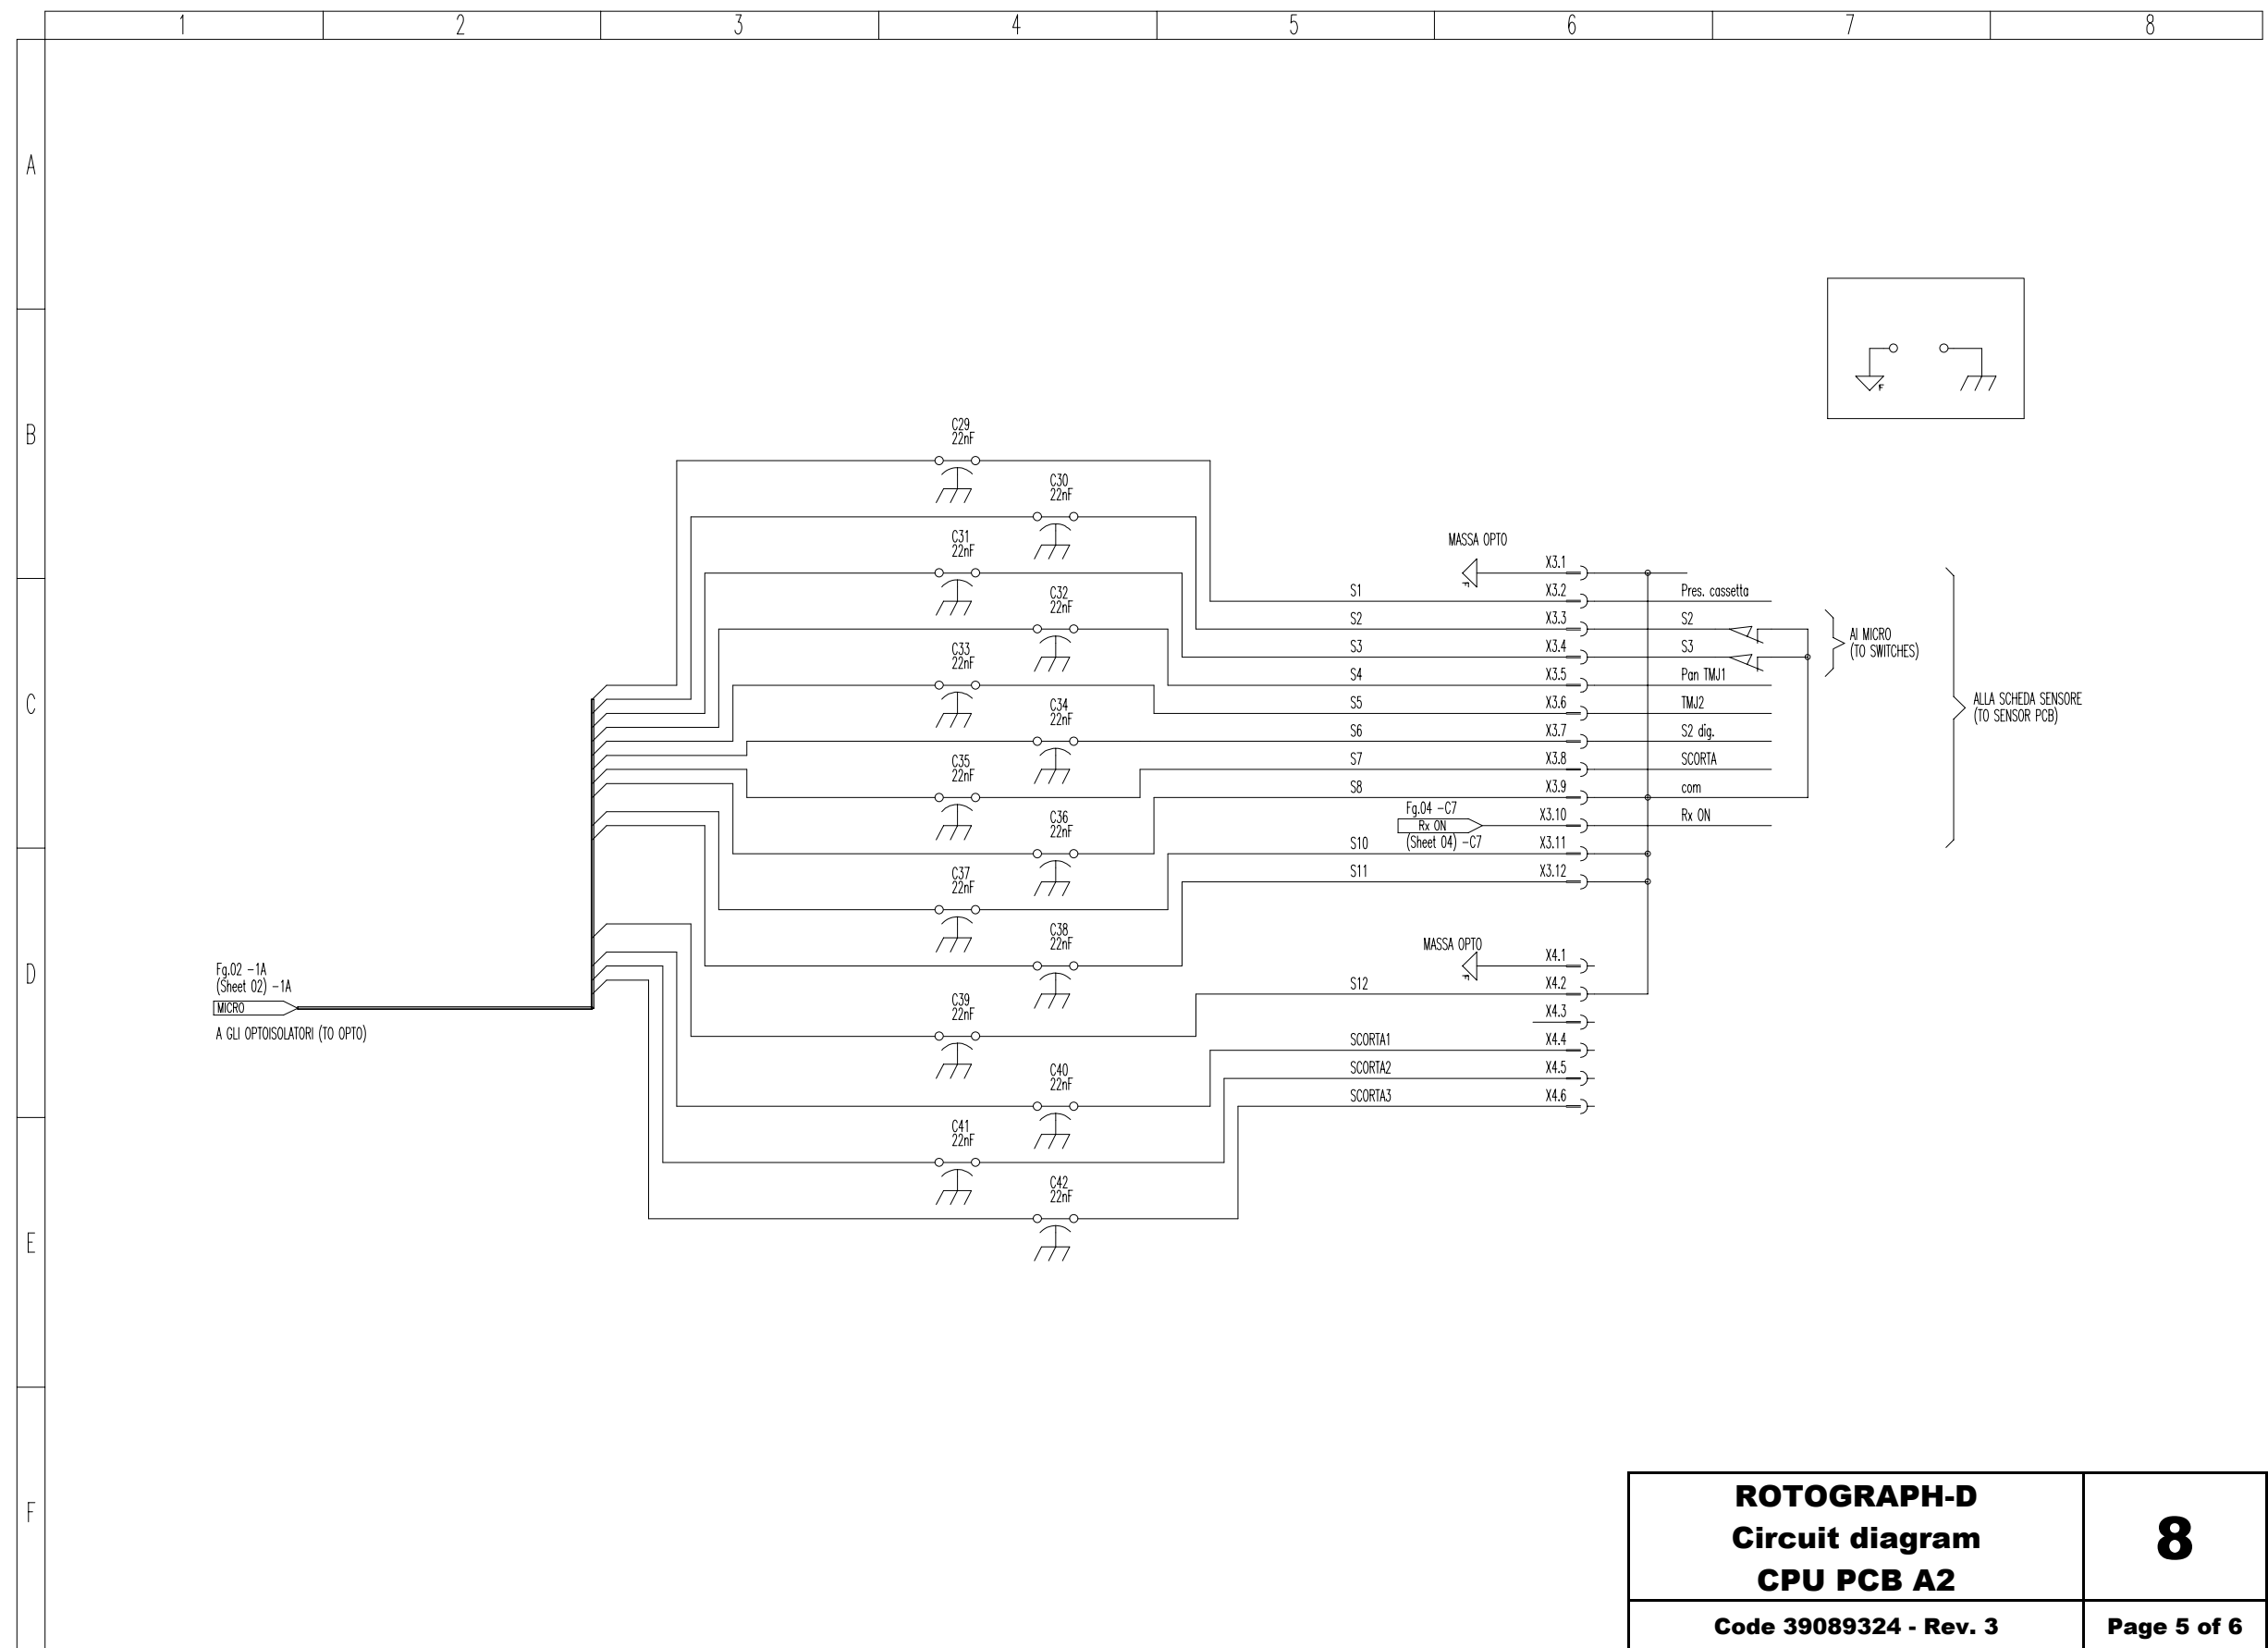 1 2 3 4 5 6 7 8
A
B
C
D
E
F
C29
22nF
C30
22nF
C31
22nF
C32
22nF
C33
22nF
C34
22nF
C35
22nF
C36
22nF
C37
22nF
C38
22nF
C39
22nF
C40
22nF
C41
22nF
C42
22nF
F
MASSA OPTO
F
X3.1
S1 X3.2 Pres. cassetta
S2 X3.3 S2
S3 X3.4 S3
S4 X3.5 Pan TMJ1
S5 X3.6 TMJ2
S6 X3.7 S2 dig.
S7 X3.8 SCORTA
S8 X3.9 com
Fg.04 -C7
Rx ON X3.10 Rx ON
(Sheet 04) -C7
S10 X3.11
S11 X3.12
AI MICRO
(TO SWITCHES)
ALLA SCHEDA SENSORE
(TO SENSOR PCB)
MASSA OPTO
F
X4.1
S12 X4.2
X4.3
SCORTA1 X4.4
SCORTA2 X4.5
SCORTA3 X4.6
Fg.02 -1A
(Sheet 02) -1A
MICRO
A GLI OPTOISOLATORI (TO OPTO)
ROTOGRAPH-D
Circuit diagram
CPU PCB A2
8
Code 39089324 - Rev. 3
Page 5 of 6